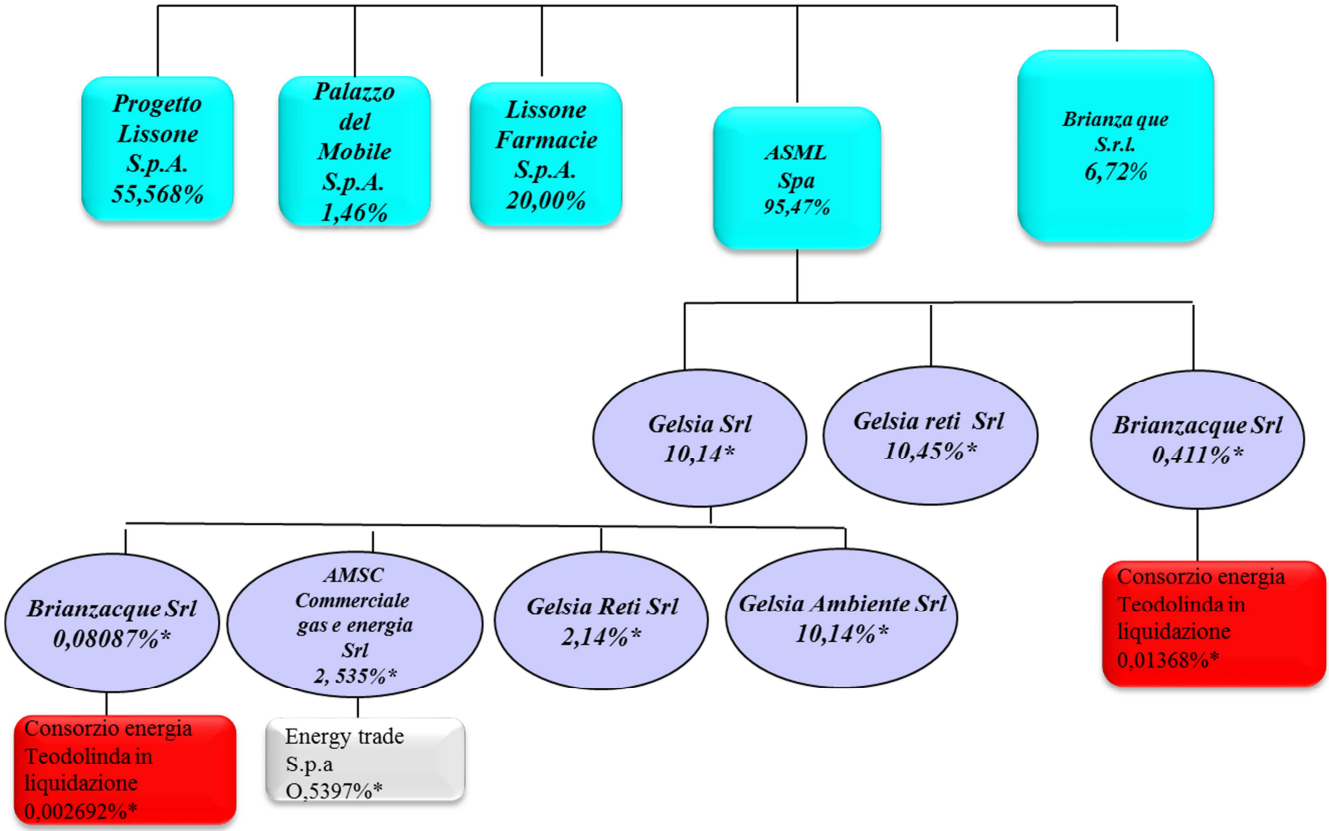 Progetto
Lissone
S.p.A.
55,568%
Palazzo
del
Mobile
S.p.A.
1,46%
Lissone
Farmacie
S.p.A.
20,00%
ASML
Spa
95,47%
Brianza que
S.r.l.
6,72%
Gelsia Srl
10,14*
Gelsia reti Srl
10,45%*
Brianzacque Srl
0,411%*
Brianzacque Srl
0,08087%*
AMSC
Commerciale
gas e energia
Srl
2, 535%*
Gelsia Reti Srl
2,14%*
Gelsia Ambiente Srl
10,14%*
Consorzio energia
Teodolinda in
liquidazione
0,01368%*
Consorzio energia
Teodolinda in
liquidazione
0,002692%*
Energy trade
S.p.a
O,5397%*